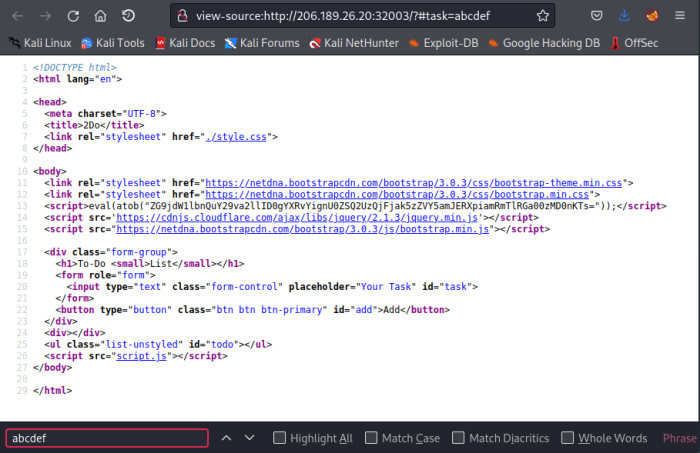 view-source:http://206.189.26.20:32003/?#task=abcdef
Kali Linux Kali Tools Kali Docs Kali Forums Kali NetHunter Exploit-DB Google Hacking DB OffSec
1 <!DOCTYPE html>
2 <html lang="en">
3
4 <head>
5 <meta charset="UTF-8">
6 <title>2Do</title>
7 <link rel="stylesheet" href="./style.css">
8 </head>
9
10 <body>
11 <link rel="stylesheet" href="https://netdna.bootstrapcdn.com/bootstrap/3.0.3/css/bootstrap-theme.min.css">
12 <link rel="stylesheet" href="https://netdna.bootstrapcdn.com/bootstrap/3.0.3/css/bootstrap.min.css">
13 <script>eval(atob("ZG9jdW1lbnQuY29va2llID0gYXRvYignU0ZSQ2UzQjFjak5zZVY5amJERXpiamRmTlRGa00zMD0nKTs="));</script>
14 <script src='https://cdnjs.cloudflare.com/ajax/libs/jquery/2.1.3/jquery.min.js'></script>
15 <script src="https://netdna.bootstrapcdn.com/bootstrap/3.0.3/js/bootstrap.min.js"></script>
16
17 <div class="form-group">
18 <h1>To-Do <small>List</small></h1>
19 <form role="form">
20 <input type="text" class="form-control" placeholder="Your Task" id="task">
21 </form>
22 <button type="button" class="btn btn btn-primary" id="add">Add</button>
23 </div>
24 <div></div>
25 <ul class="list-unstyled" id="todo"></ul>
26 <script src="script.js"></script>
27 </body>
28
29 </html>
abcdef Highlight All Match Case Match Diacritics Whole Words Phrase